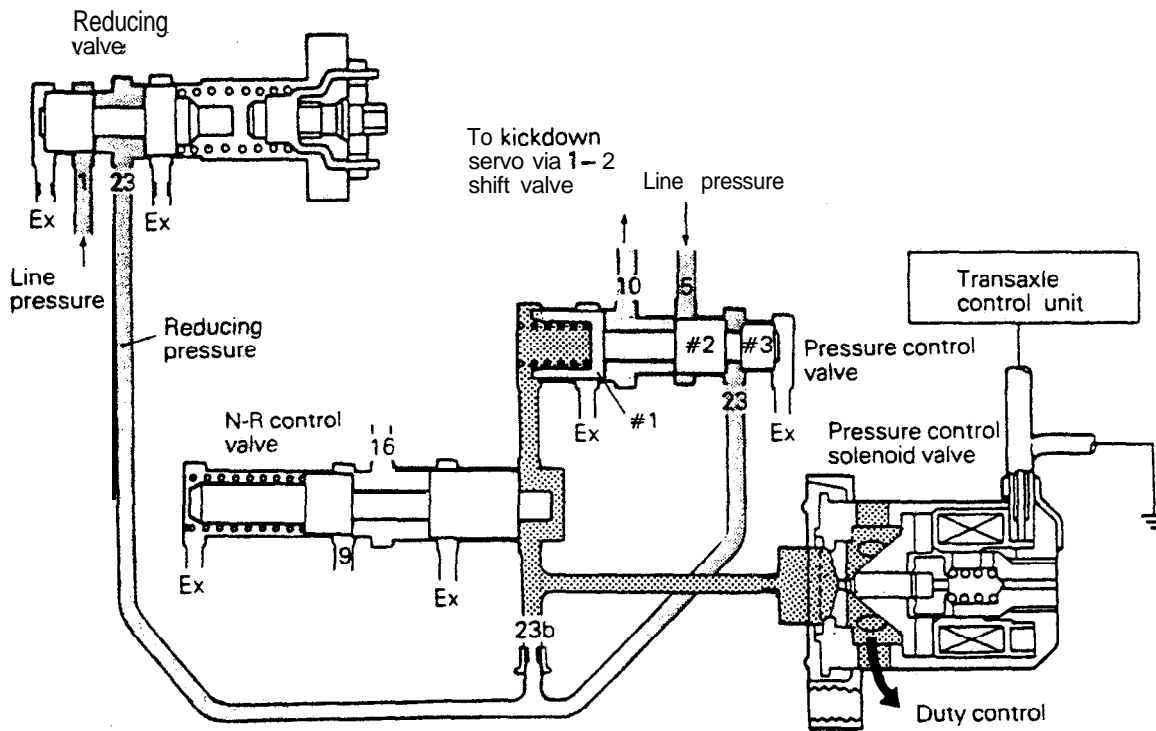 Reducing
valve
1
23
Ex
Ex
Line
pressure
Reducing
pressure
To kickdown
servo via 1-2
shift valve
Line pressure
10
5
#2
#3
Pressure control
valve
23
Ex
#1
Ex
Transaxle
control unit
N-R control
valve
16
9
Ex
Ex
23b
Pressure control
solenoid valve
Duty control